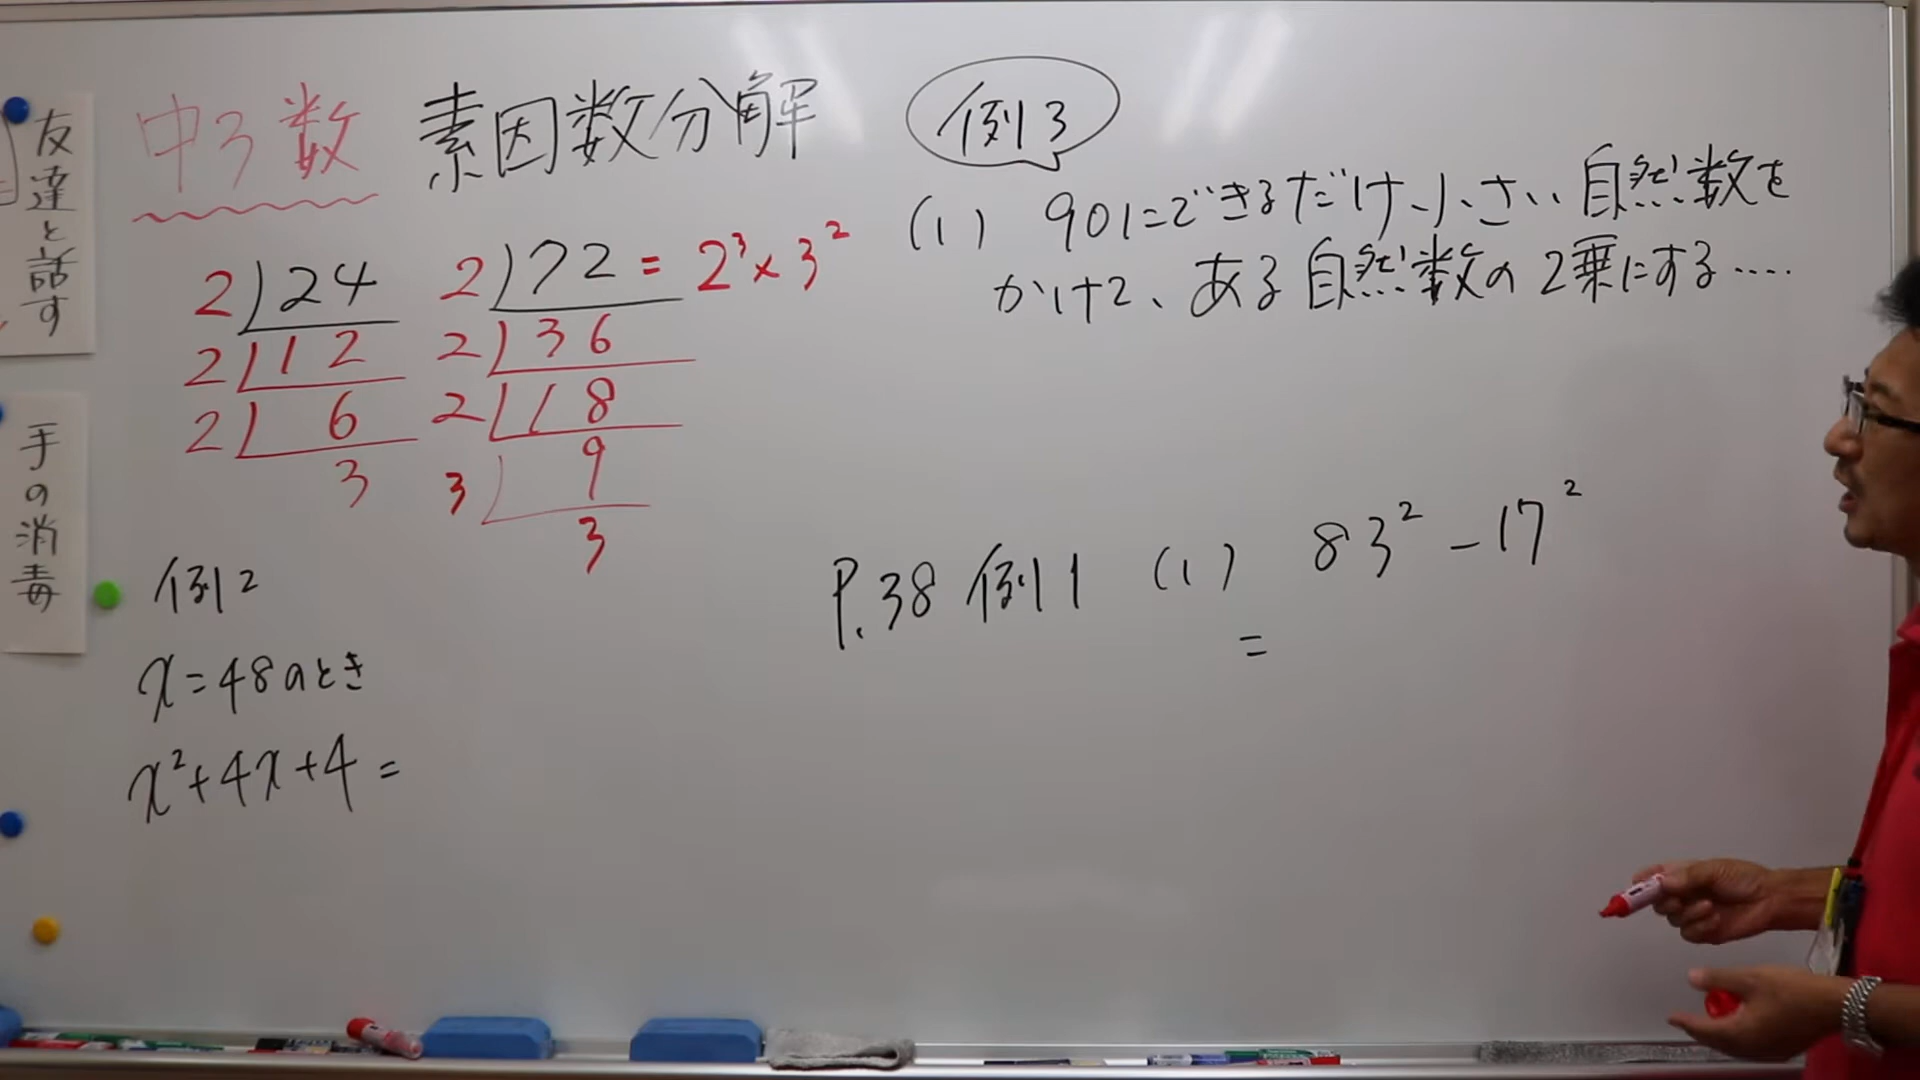 友達と話す
手の消毒
中3数 素因数分解
2)24
2)12
2)6
3
2)72=2³×3²
2)36
2)18
3)9
3
例2
x=48のとき
x²+4x+4=
例3
(1) 90にできるだけ小さい自然数を
かけて、ある自然数の2乗にする‥‥
P.38 例1 (1) 83²-17²
=